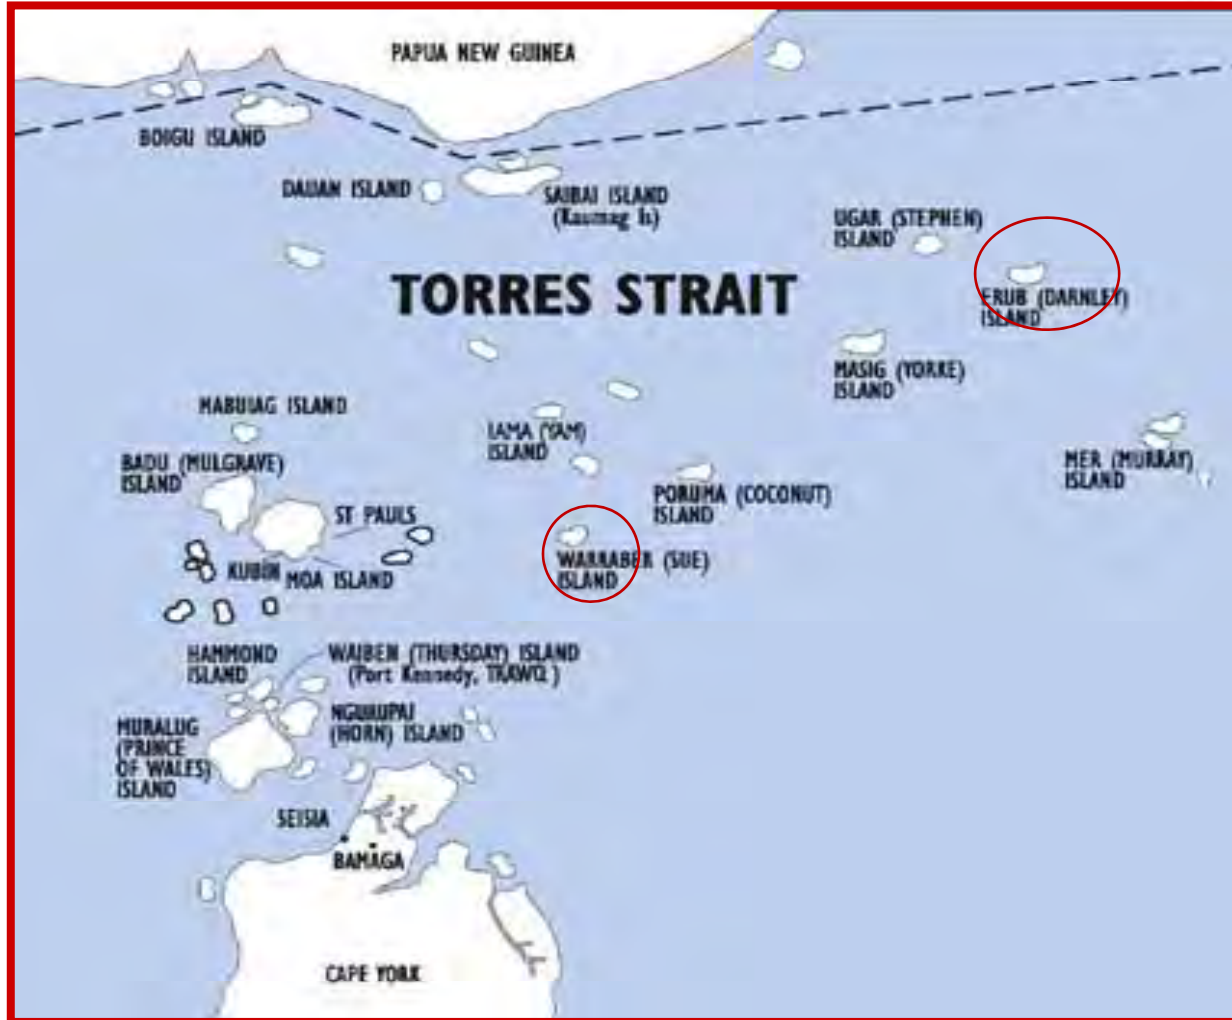 PAPUA NEW GUINEA
BOIGU ISLAND
DAUAN ISLAND
SAIBAI ISLAND
(Kaumag Is)
UGAR (STEPHEN)
ISLAND
TORRES STRAIT
ERUB (DARNLEY)
ISLAND
MASIG (YORKE)
ISLAND
MABUIAG ISLAND
IAMA (YAM)
ISLAND
BADU (MULGRAVE)
ISLAND
MER (MURRAY)
ISLAND
PORUMA (COCONUT)
ISLAND
ST PAULS
WARRABER (SUE)
ISLAND
KUBIN
MOA ISLAND
HAMMOND
ISLAND
WAIBEN (THURSDAY) ISLAND
(Port Kennedy, TRAWQ)
NGURUPAI
(HORN) ISLAND
MURALUG
(PRINCE
OF WALES)
ISLAND
SEISIA
BAMAGA
CAPE YORK